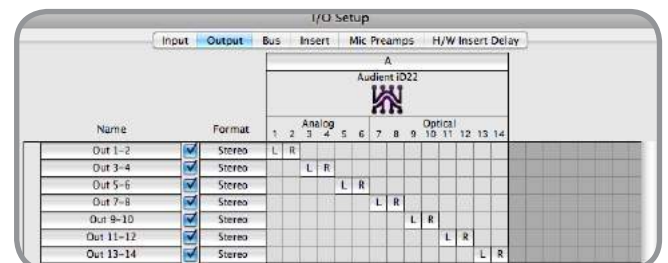 I/O Setup
Input Output Bus Insert Mic Preamps H/W Insert Delay
A
Audient iD22
Analog Optical
Name Format 1 2 3 4 5 6 7 8 9 10 11 12 13 14
Out 1-2 Stereo L R
Out 3-4 Stereo L R
Out 5-6 Stereo L R
Out 7-8 Stereo L R
Out 9-10 Stereo L R
Out 11-12 Stereo L R
Out 13-14 Stereo L R